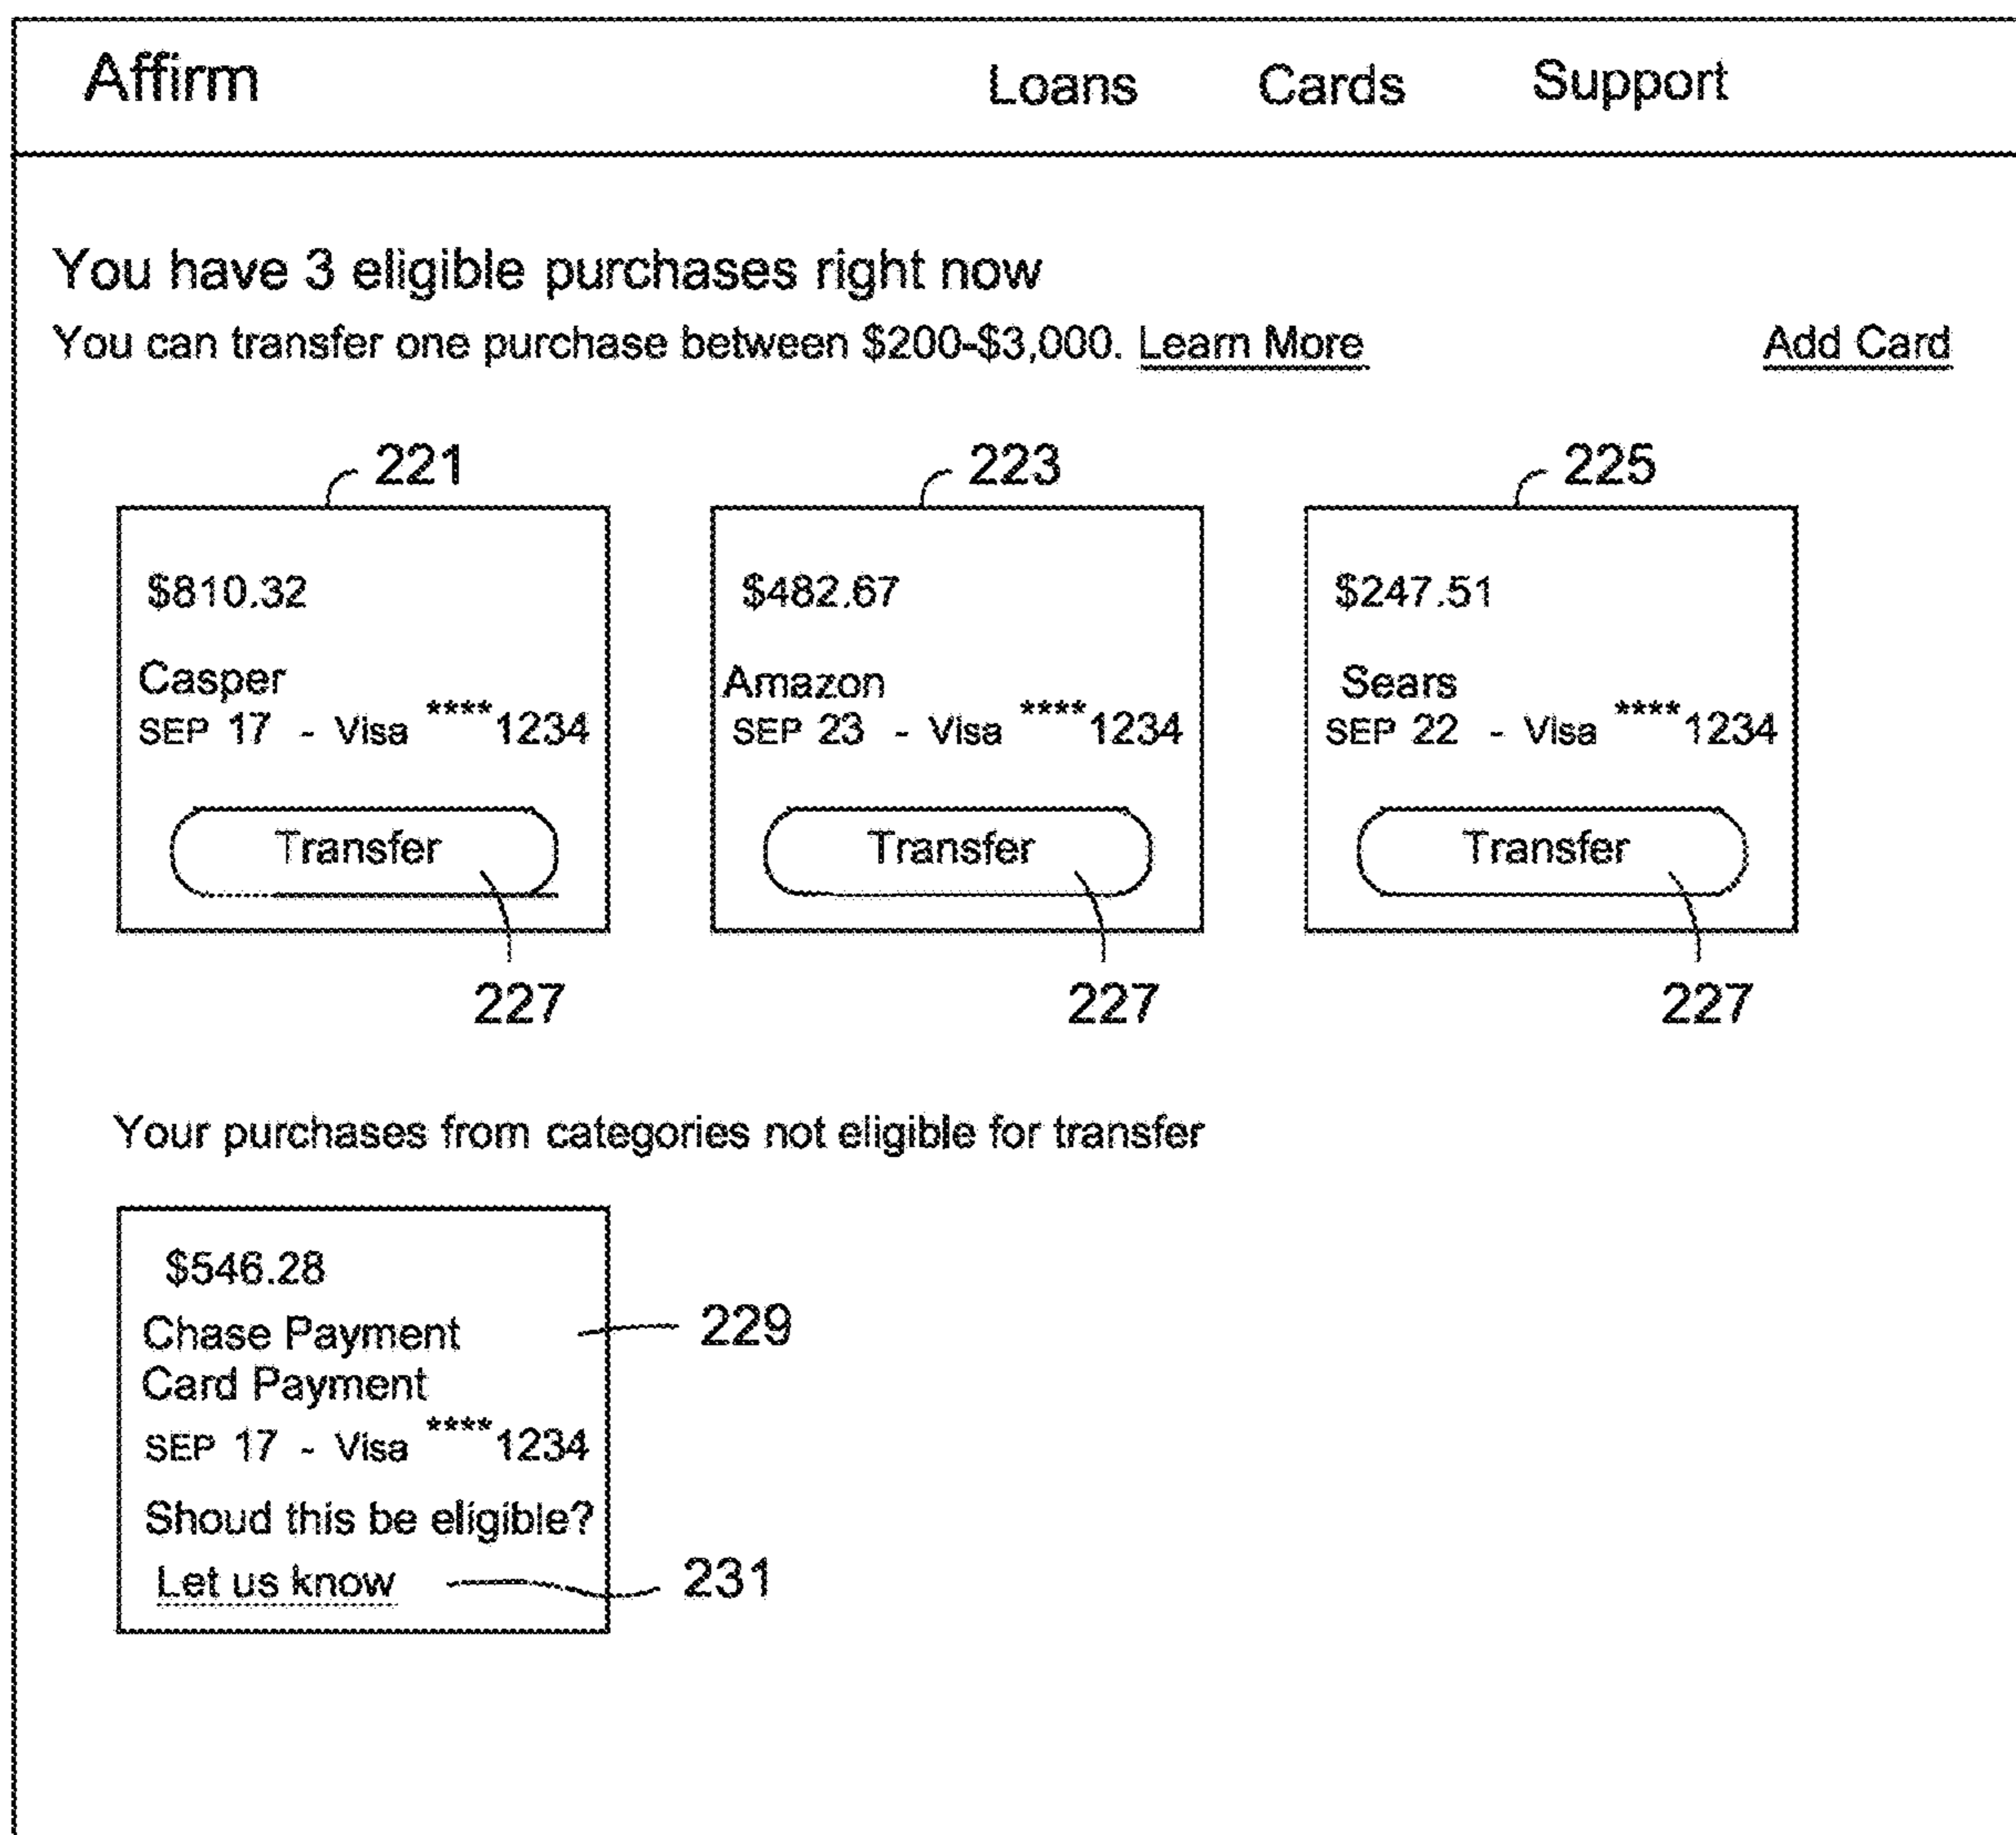 Affirm Loans Cards Support
You have 3 eligible purchases right now
You can transfer one purchase between $200-$3,000. Learn More Add Card
221 223 225
$810.32 $482.67 $247.51
Casper Amazon Sears
SEP 17 - Visa ****1234 SEP 23 - Visa ****1234 SEP 22 - Visa ****1234
Transfer Transfer Transfer
227 227 227
Your purchases from categories not eligible for transfer
$546.28
Chase Payment 229
Card Payment
SEP 17 - Visa ****1234
Shoud this be eligible?
Let us know 231